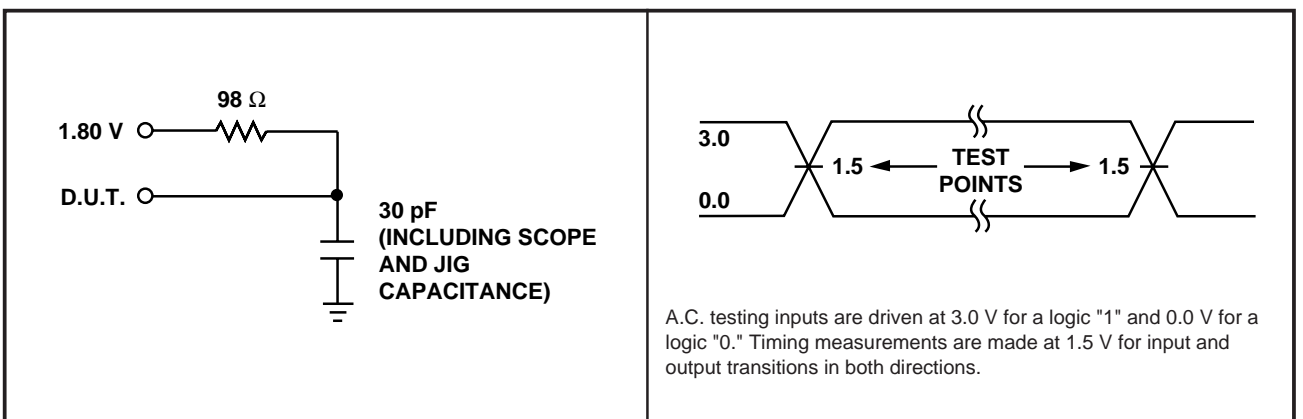 98 Ω
1.80 V
D.U.T.
30 pF
(INCLUDING SCOPE
AND JIG
CAPACITANCE)
3.0
0.0
1.5
TEST
POINTS
1.5
A.C. testing inputs are driven at 3.0 V for a logic "1" and 0.0 V for a
logic "0." Timing measurements are made at 1.5 V for input and
output transitions in both directions.